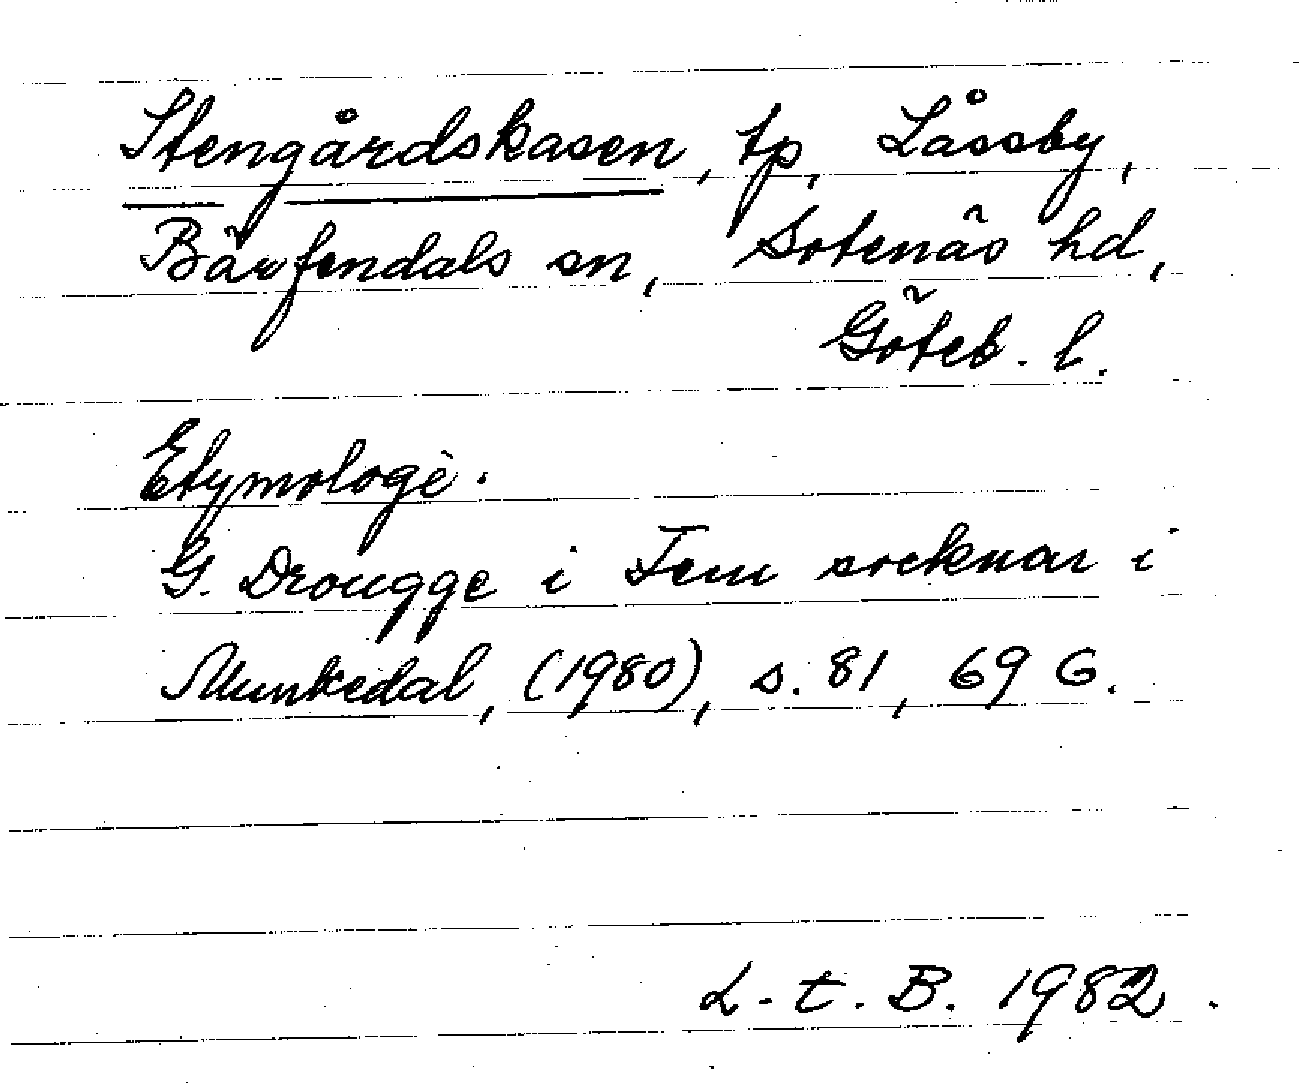 Stengårdskasen, tp, Låssby,
Bärfendals sn, Sotenäs hd,
Göteb. l.
Etymologi.
G. Drougge i Fem socknar i
Munkedal, (1980), s. 81, 69 G.
L.t.B. 1982.